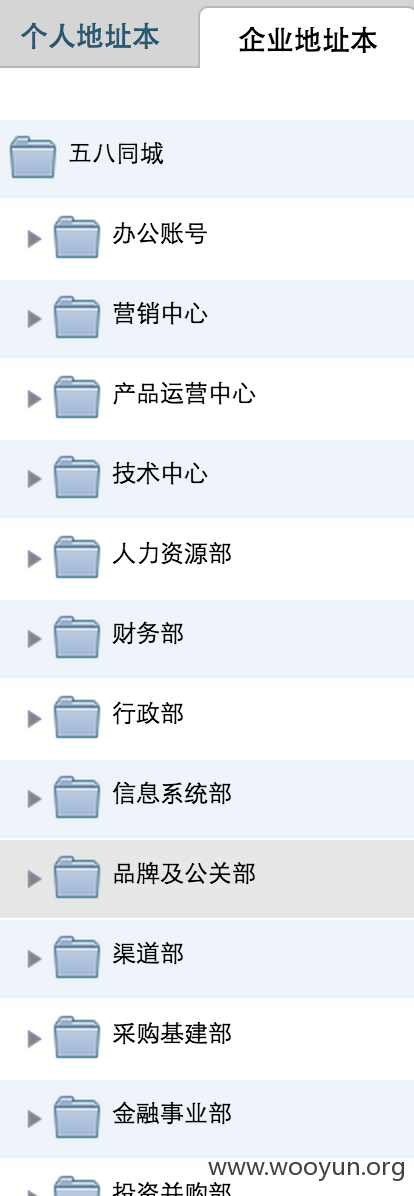 个人地址本 企业地址本
五八同城
办公账号
营销中心
产品运营中心
技术中心
人力资源部
财务部
行政部
信息系统部
品牌及公关部
渠道部
采购基建部
金融事业部
www.wooyun.org
投资并购部